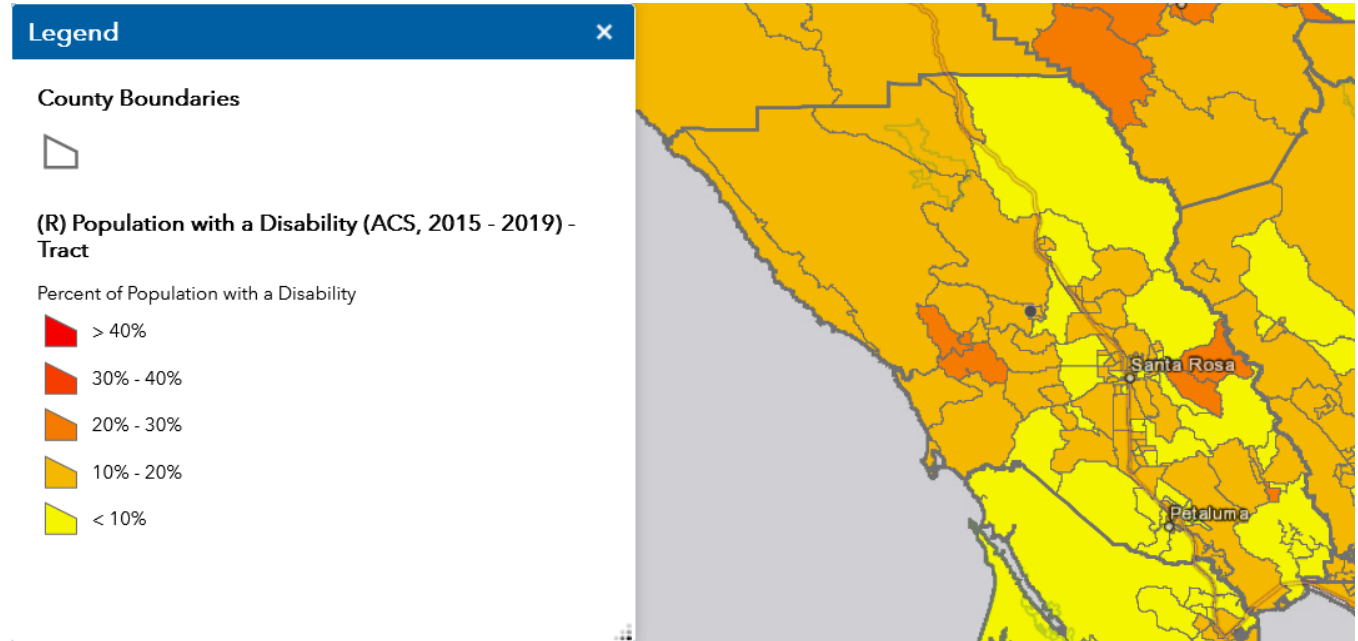 Legend
×
County Boundaries
(R) Population with a Disability (ACS, 2015 - 2019) -
Tract
Percent of Population with a Disability
> 40%
30% - 40%
20% - 30%
10% - 20%
< 10%
Santa Rosa
Petaluma